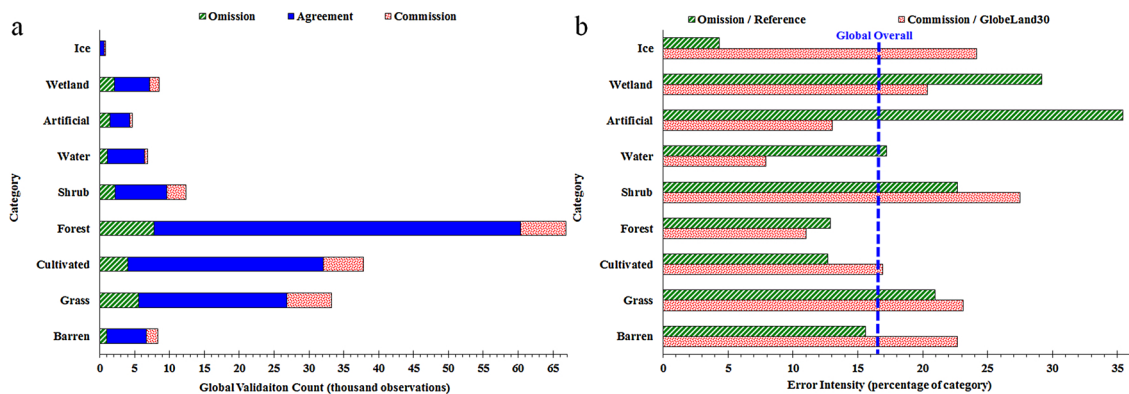 a
Omission Agreement Commission
Ice
Wetland
Artificial
Water
Shrub
Forest
Cultivated
Grass
Barren
Category
0 5 10 15 20 25 30 35 40 45 50 55 60 65
Global Validaiton Count (thousand observations)
b
Omission / Reference Commission / GlobeLand30
Global Overall
Ice
Wetland
Artificial
Water
Shrub
Forest
Cultivated
Grass
Barren
Category
0 5 10 15 20 25 30 35
Error Intensity (percentage of category)